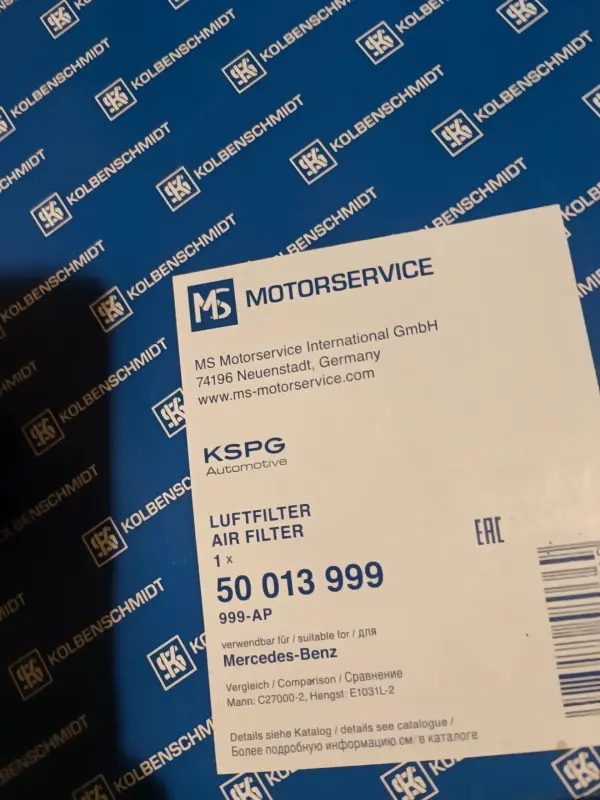 KOLBENSCHMIDT
MS MOTORSERVICE
MS Motorservice International GmbH
74196 Neuenstadt, Germany
www.ms-motorservice.com
KSPG
Automotive
LUFTFILTER
AIR FILTER
1 x
50 013 999
999-AP
EAC
verwendbar für / suitable for / для
Mercedes-Benz
Vergleich / Comparison / Сравнение
Mann: C27000-2, Hengst: E1031L-2
Details siehe Katalog / details see catalogue /
Более подробную информацию см. в каталоге